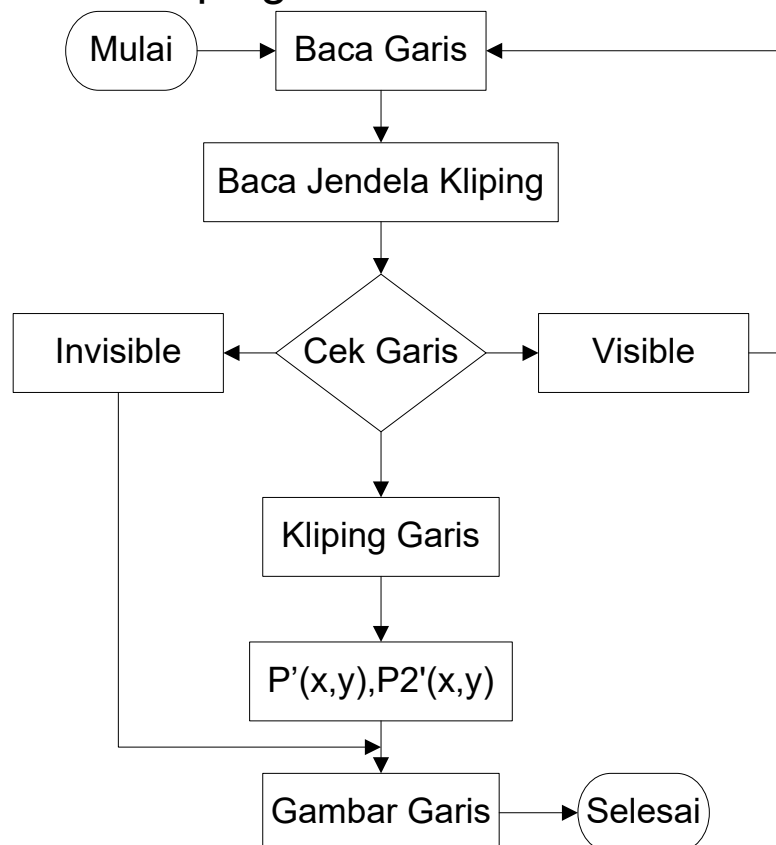 Mulai
Baca Garis
Baca Jendela Kliping
Invisible
Cek Garis
Visible
Kliping Garis
P’(x,y),P2'(x,y)
Gambar Garis
Selesai